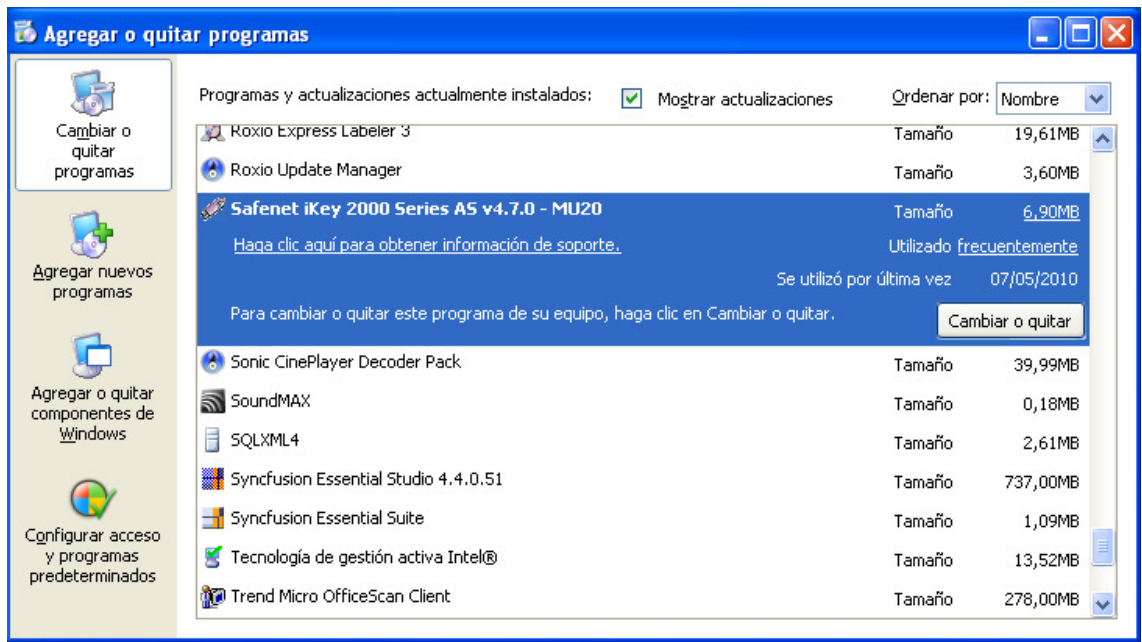 Agregar o quitar programas
Cambiar o
quitar
programas
Agregar nuevos
programas
Agregar o quitar
componentes de
Windows
Configurar acceso
y programas
predeterminados
Programas y actualizaciones actualmente instalados: Mostrar actualizaciones Ordenar por: Nombre
Roxio Express Labeler 3 Tamaño 19,61MB
Roxio Update Manager Tamaño 3,60MB
Safenet iKey 2000 Series AS v4.7.0 - MU20 Tamaño 6,90MB
Haga clic aquí para obtener información de soporte. Utilizado frecuentemente
Se utilizó por última vez 07/05/2010
Para cambiar o quitar este programa de su equipo, haga clic en Cambiar o quitar. Cambiar o quitar
Sonic CinePlayer Decoder Pack Tamaño 39,99MB
SoundMAX Tamaño 0,18MB
SQLXML4 Tamaño 2,61MB
Syncfusion Essential Studio 4.4.0.51 Tamaño 737,00MB
Syncfusion Essential Suite Tamaño 1,09MB
Tecnología de gestión activa Intel® Tamaño 13,52MB
Trend Micro OfficeScan Client Tamaño 278,00MB